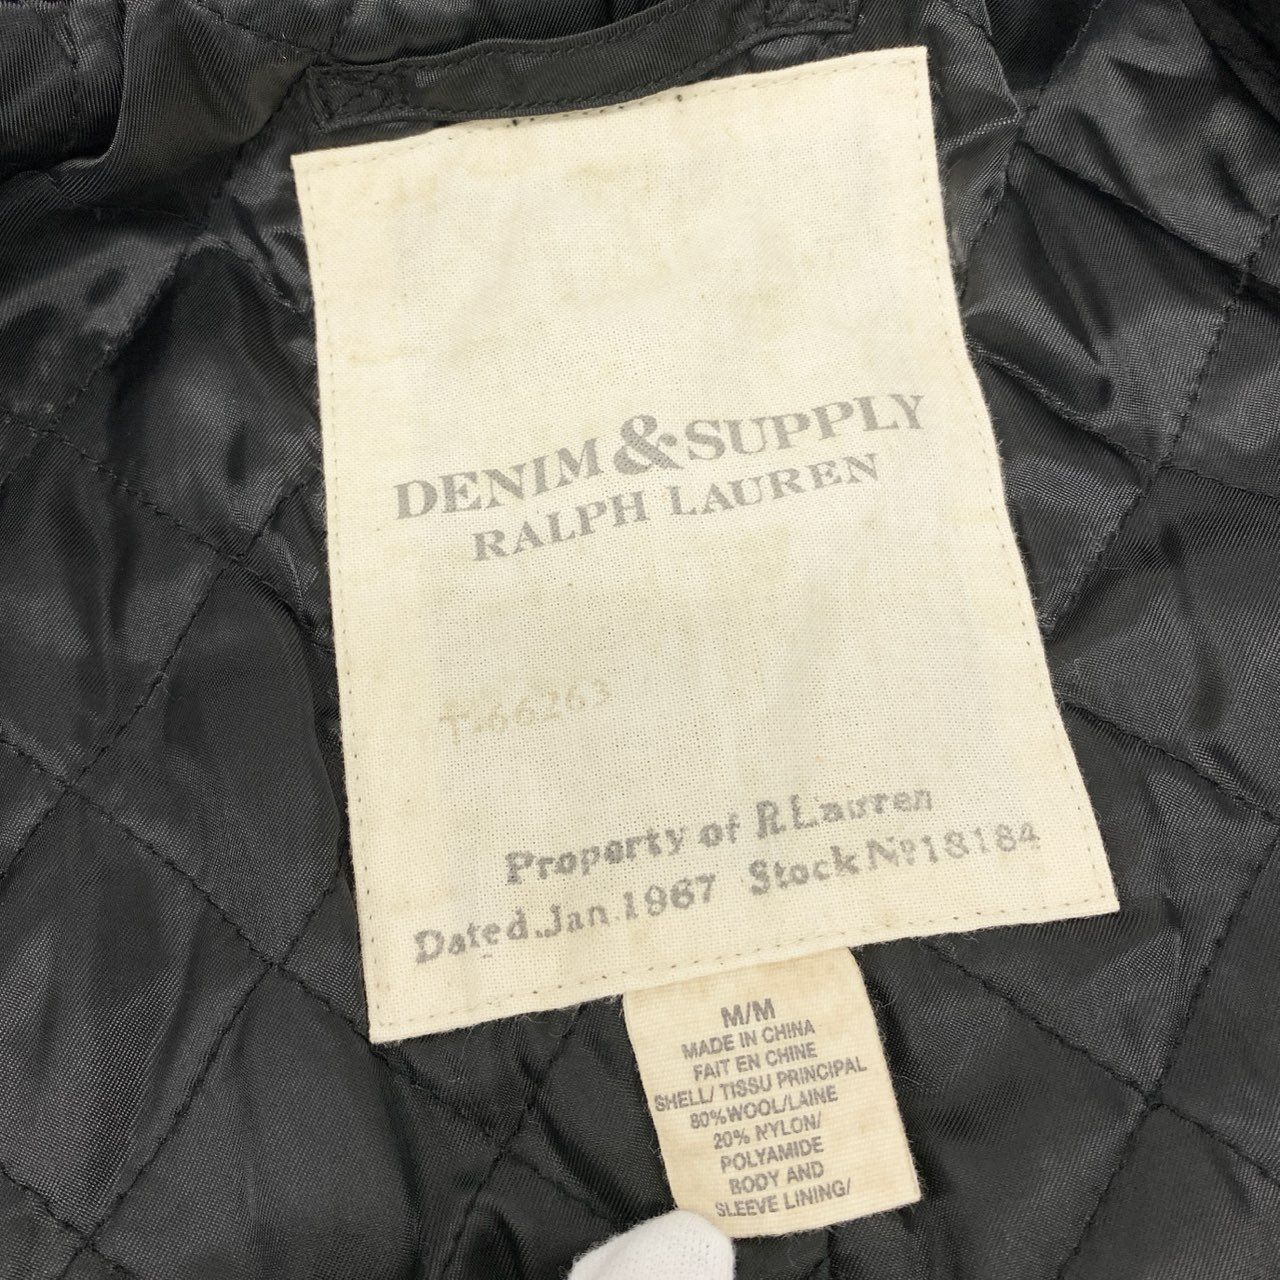 DENIM & SUPPLY
RALPH LAUREN
T-66263
Property of R.Lauren
Dated.Jan.1967 Stock Nº18184
M/M
MADE IN CHINA
FAIT EN CHINE
SHELL/ TISSU PRINCIPAL
80%WOOL/LAINE
20% NYLON/
POLYAMIDE
BODY AND
SLEEVE LINING/